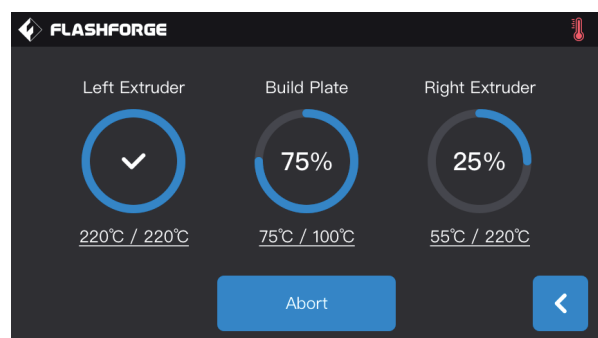 FLASHFORGE
Left Extruder Build Plate Right Extruder
75% 25%
220℃ / 220℃ 75℃ / 100℃ 55℃ / 220℃
Abort